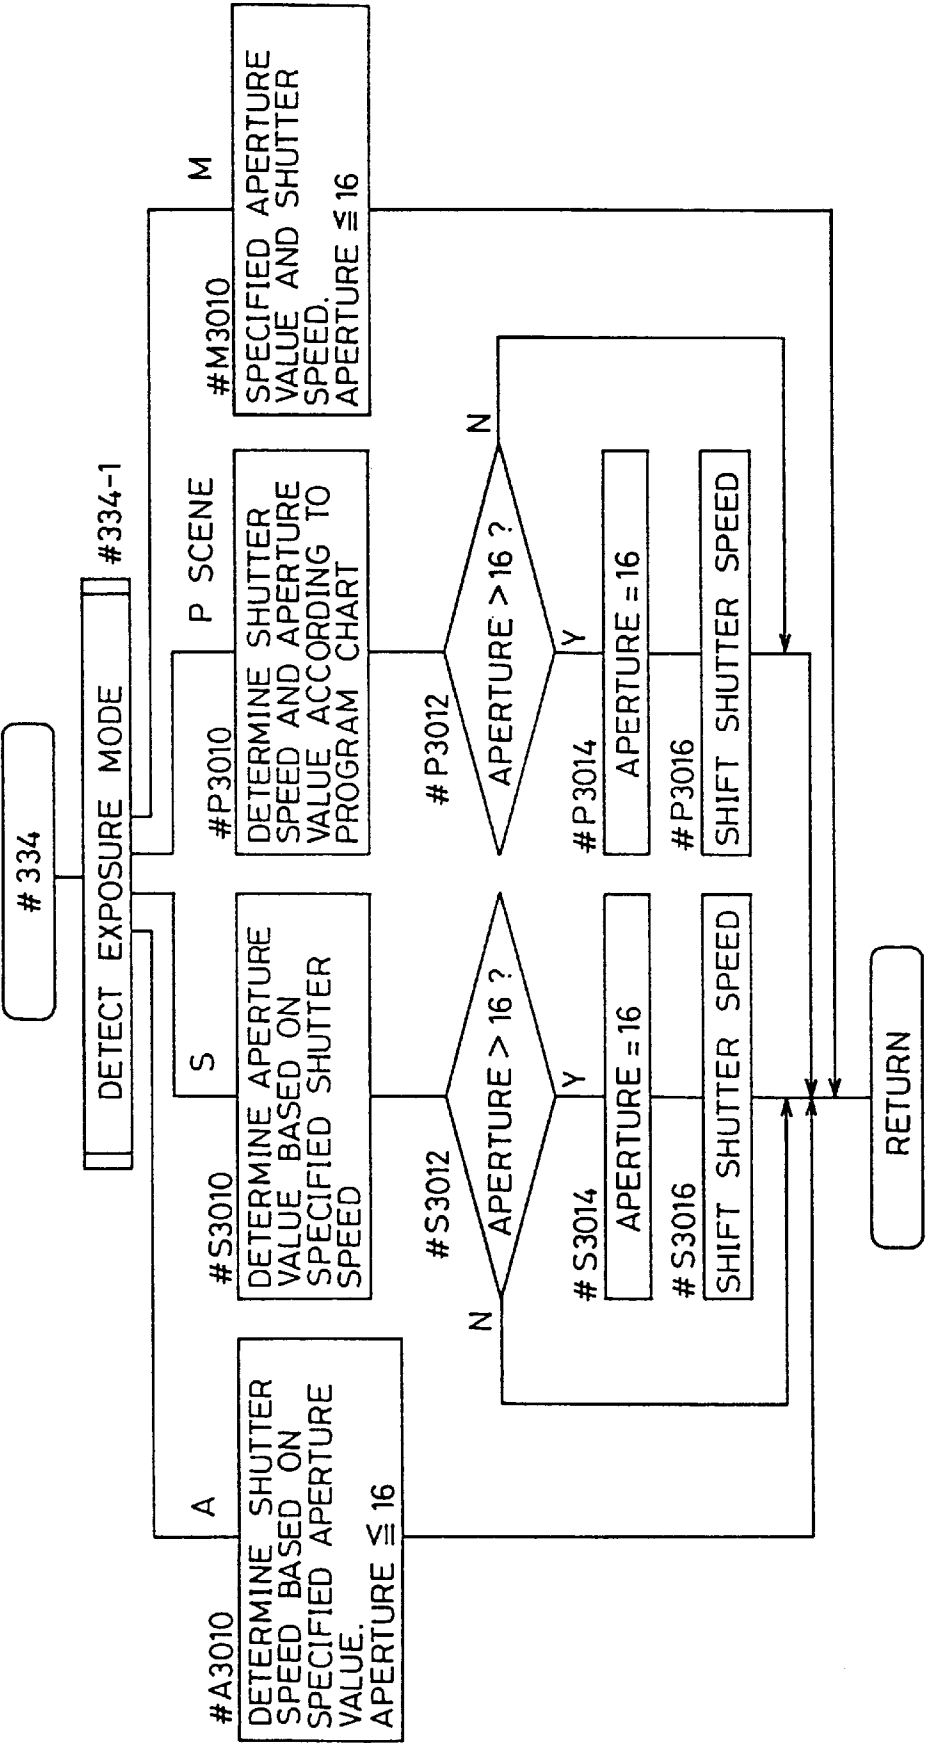 #334
DETECT EXPOSURE MODE
#334-1
A
#A3010
DETERMINE SHUTTER
SPEED BASED ON
SPECIFIED APERTURE
VALUE.
APERTURE ≦ 16
S
#S3010
DETERMINE APERTURE
VALUE BASED ON
SPECIFIED SHUTTER
SPEED
#S3012
APERTURE > 16 ?
N
Y
#S3014
APERTURE = 16
#S3016
SHIFT SHUTTER SPEED
P SCENE
#P3010
DETERMINE SHUTTER
SPEED AND APERTURE
VALUE ACCORDING TO
PROGRAM CHART
#P3012
APERTURE > 16 ?
N
Y
#P3014
APERTURE = 16
#P3016
SHIFT SHUTTER SPEED
M
#M3010
SPECIFIED APERTURE
VALUE AND SHUTTER
SPEED.
APERTURE ≦ 16
RETURN